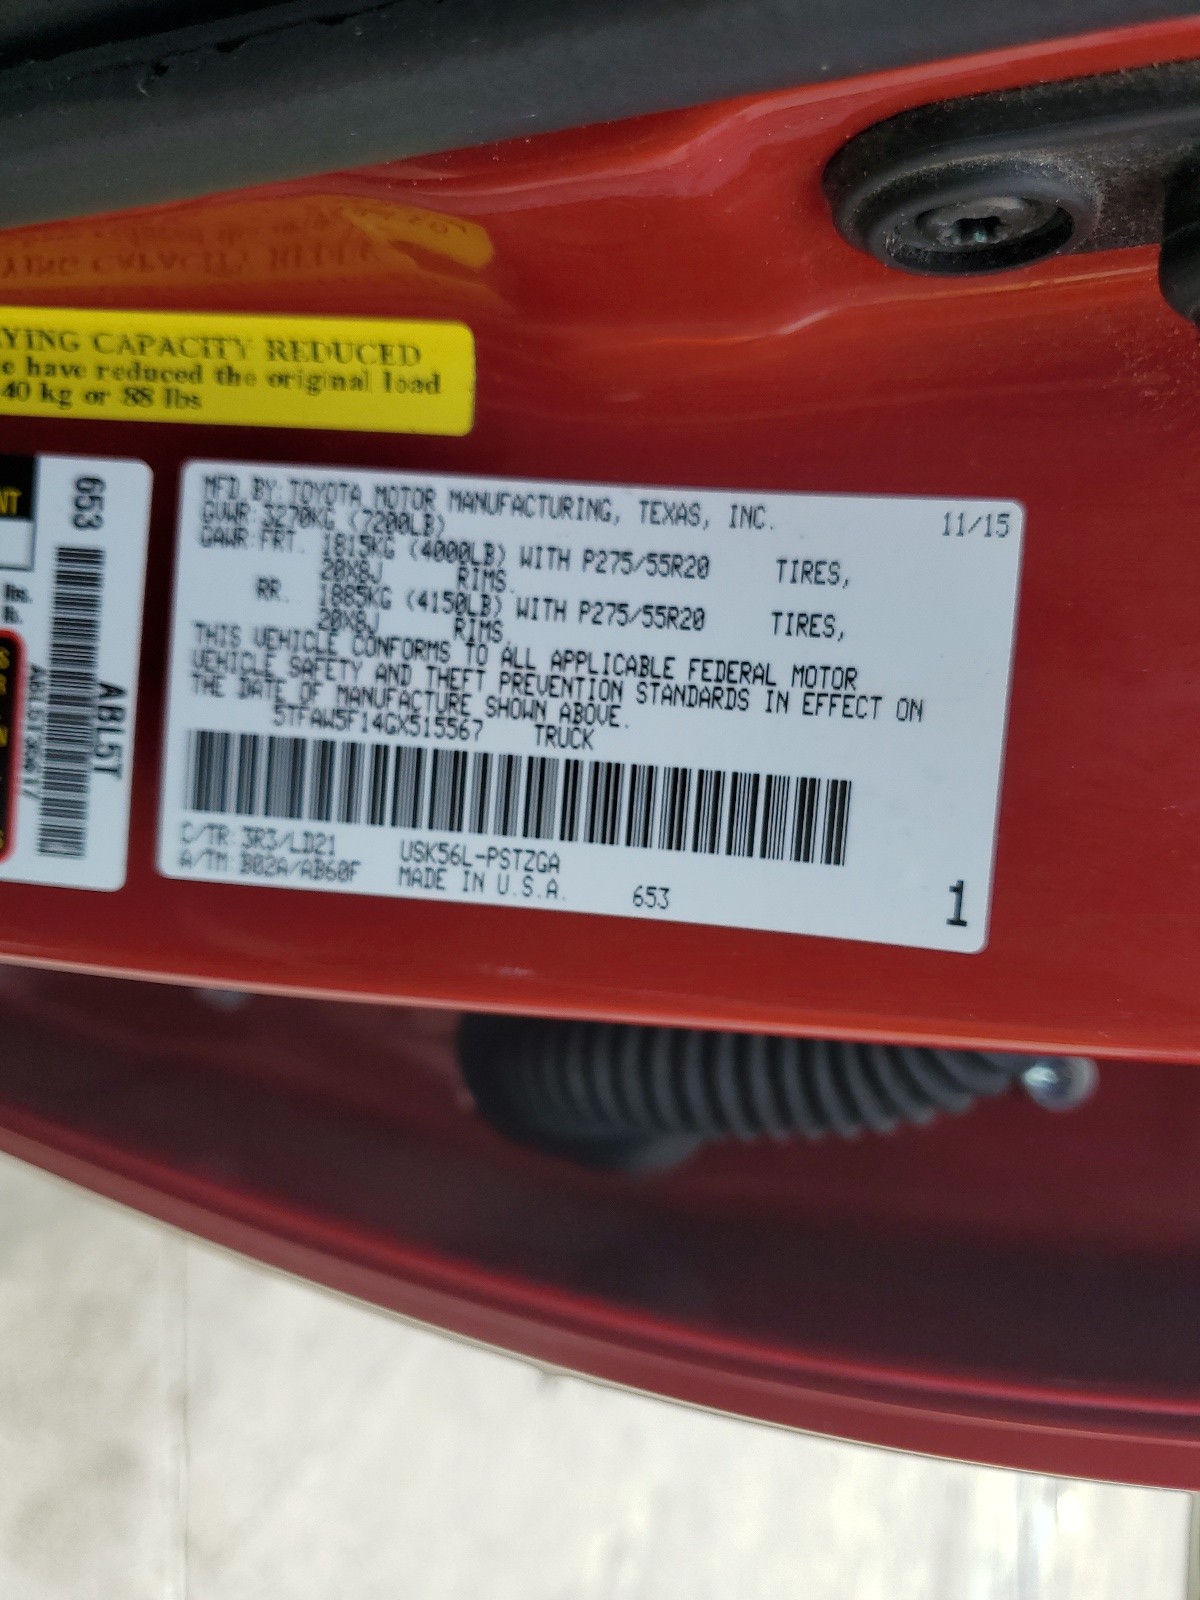 YING CAPACITY REDUCED
e have reduced the original load
40 kg or 88 lbs
NT
lbs.
lb.
653
ABL5T
MFD. BY: TOYOTA MOTOR MANUFACTURING, TEXAS, INC. 11/15
GVWR: 3270KG (7200LB)
GAWR: FRT. 1815KG (4000LB) WITH P275/55R20 TIRES,
20X8J RIMS.
RR. 1885KG (4150LB) WITH P275/55R20 TIRES,
20X8J RIMS.
THIS VEHICLE CONFORMS TO ALL APPLICABLE FEDERAL MOTOR
VEHICLE SAFETY AND THEFT PREVENTION STANDARDS IN EFFECT ON
THE DATE OF MANUFACTURE SHOWN ABOVE.
5TFAW5F14GX515567 TRUCK
C/TR: 3R3/LD21 USK56L-PSTZGA
A/TM: B02A/AB60F MADE IN U.S.A. 653 1